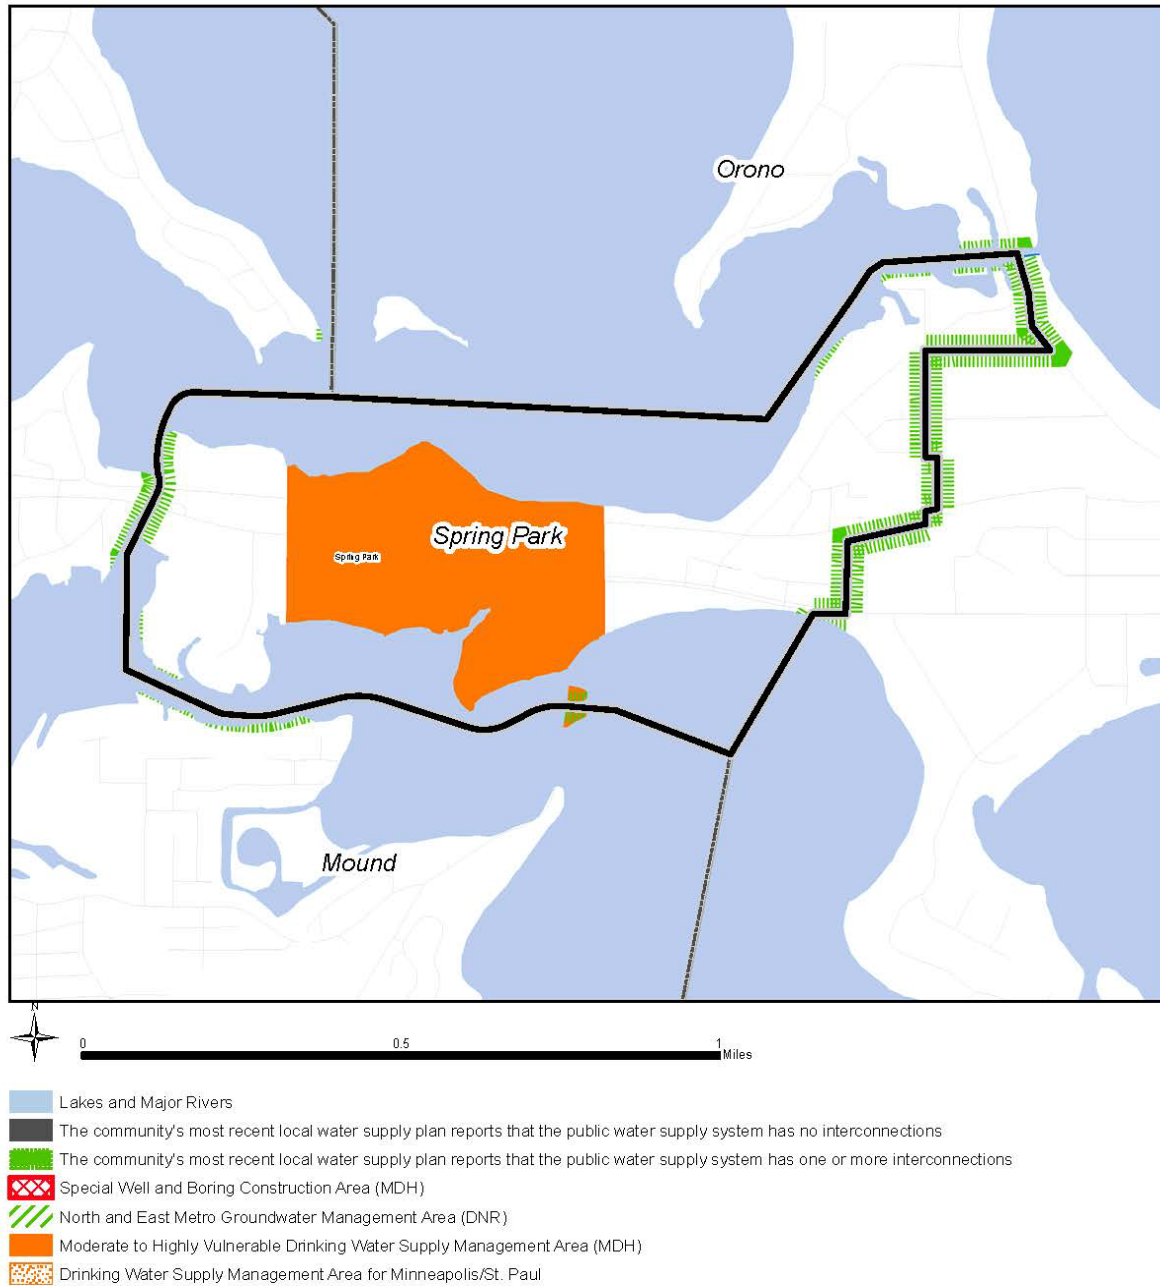 Orono
Spring Park
Spring Park
Mound
N
0 0.5 1
Miles
Lakes and Major Rivers
The community's most recent local water supply plan reports that the public water supply system has no interconnections
The community's most recent local water supply plan reports that the public water supply system has one or more interconnections
Special Well and Boring Construction Area (MDH)
North and East Metro Groundwater Management Area (DNR)
Moderate to Highly Vulnerable Drinking Water Supply Management Area (MDH)
Drinking Water Supply Management Area for Minneapolis/St. Paul